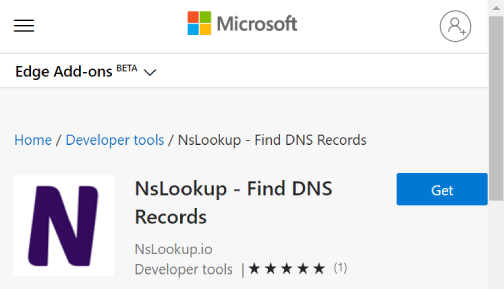 Microsoft
Edge Add-ons BETA
Home / Developer tools / NsLookup - Find DNS Records
N
NsLookup - Find DNS
Records
Get
NsLookup.io
Developer tools | ★★★★★ (1)